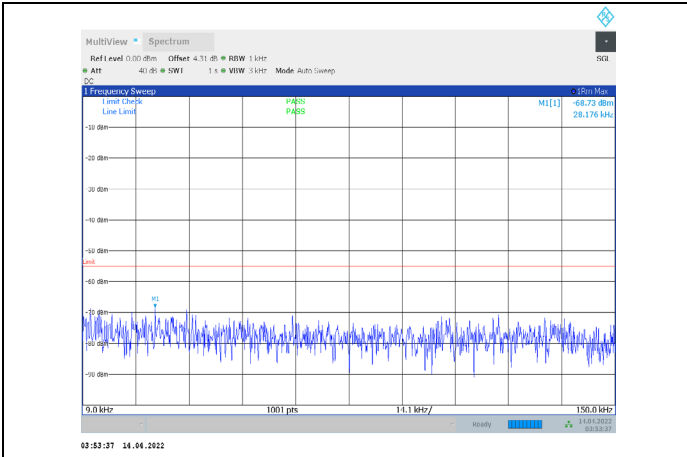 MultiView Spectrum
Ref Level 0.00 dBm Offset 4.31 dB RBW 1 kHz SGL
Att 40 dB SWT 1 s VBW 3 kHz Mode Auto Sweep
DC
1 Frequency Sweep 1Rm Max
Limit Check PASS M1[1] -68.73 dBm
Line Limit PASS 28.176 kHz
-10 dBm
-20 dBm
-30 dBm
-40 dBm
-50 dBm
Limit
-60 dBm
M1
-70 dBm
-80 dBm
-90 dBm
9.0 kHz 1001 pts 14.1 kHz/ 150.0 kHz
Ready 14.04.2022
03:53:37
03:53:37 14.04.2022